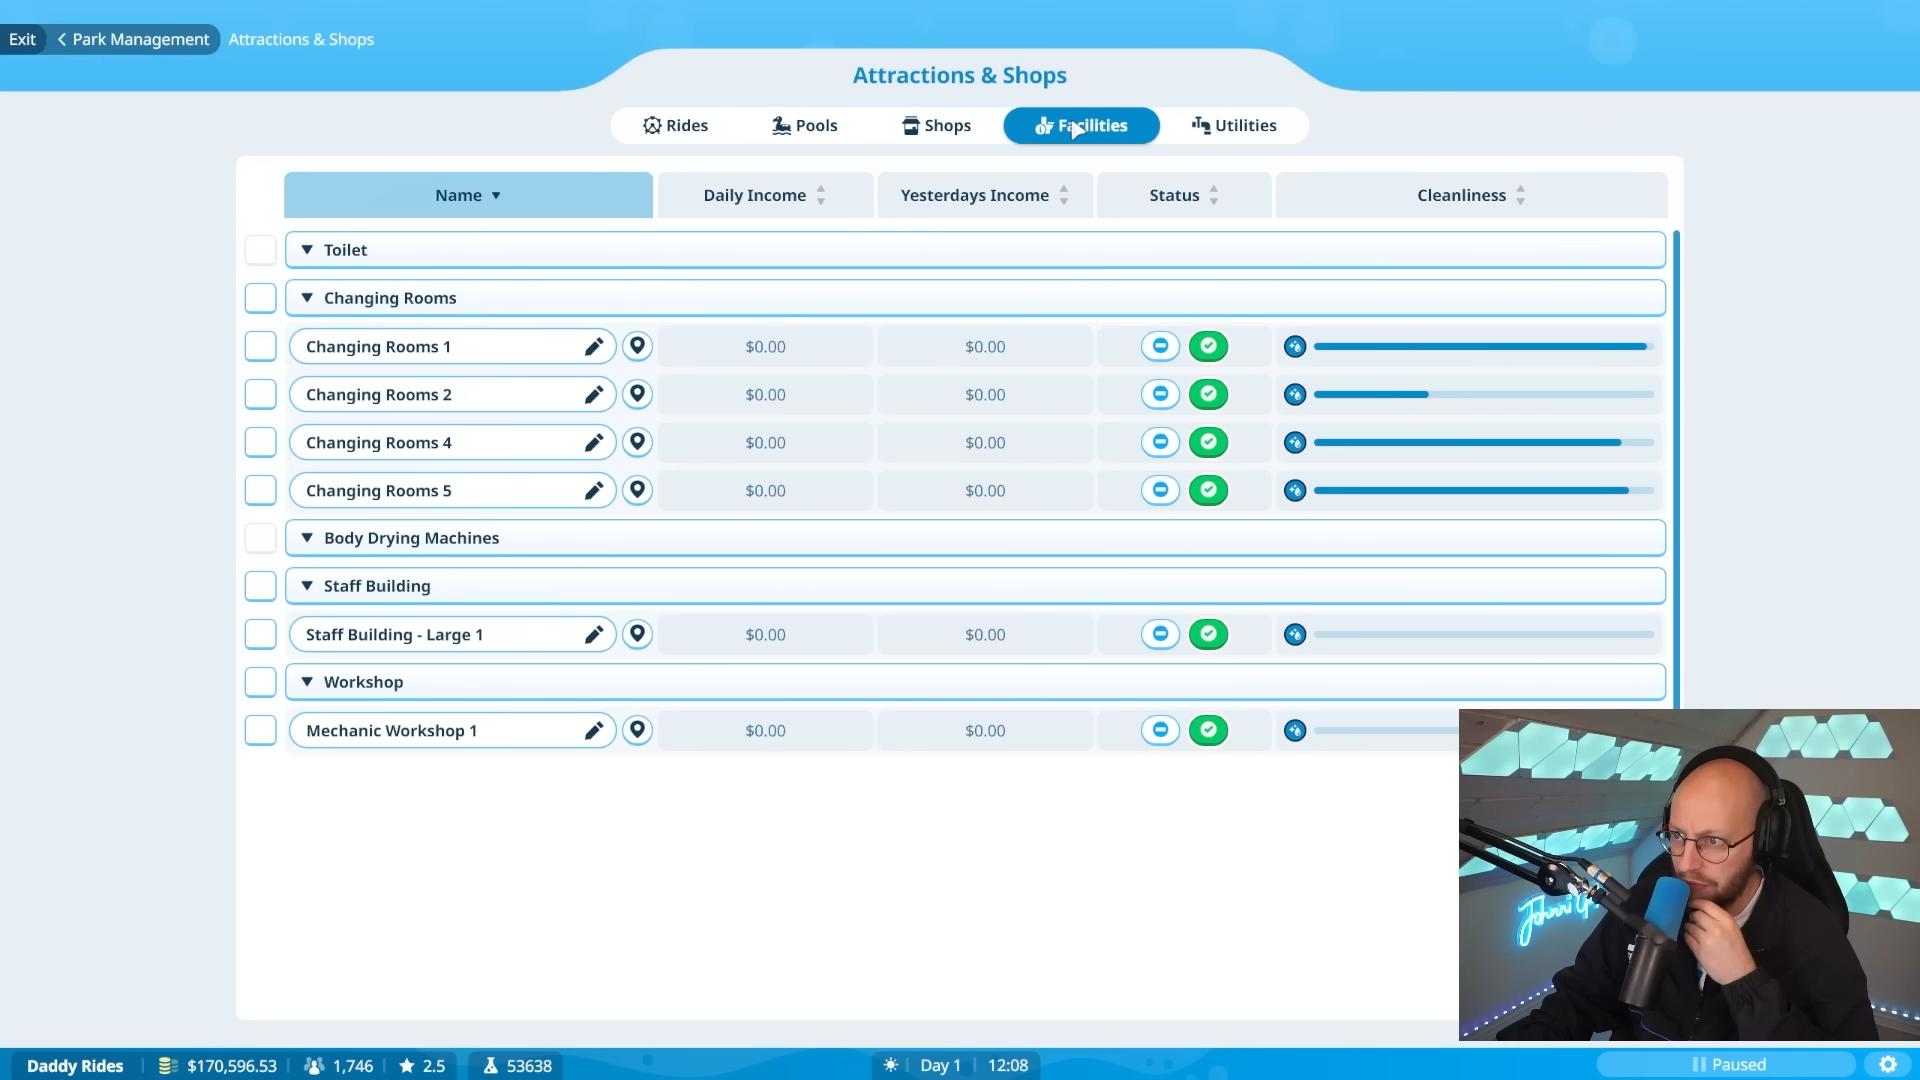 Exit
Park Management
Attractions & Shops
Attractions & Shops
Rides
Pools
Shops
Facilities
Utilities
Name
Daily Income
Yesterdays Income
Status
Cleanliness
Toilet
Changing Rooms
Changing Rooms 1 $0.00 $0.00
Changing Rooms 2 $0.00 $0.00
Changing Rooms 4 $0.00 $0.00
Changing Rooms 5 $0.00 $0.00
Body Drying Machines
Staff Building
Staff Building - Large 1 $0.00 $0.00
Workshop
Mechanic Workshop 1 $0.00 $0.00
Daddy Rides
$170,596.53
1,746
2.5
53638
Day 1
12:08
Paused